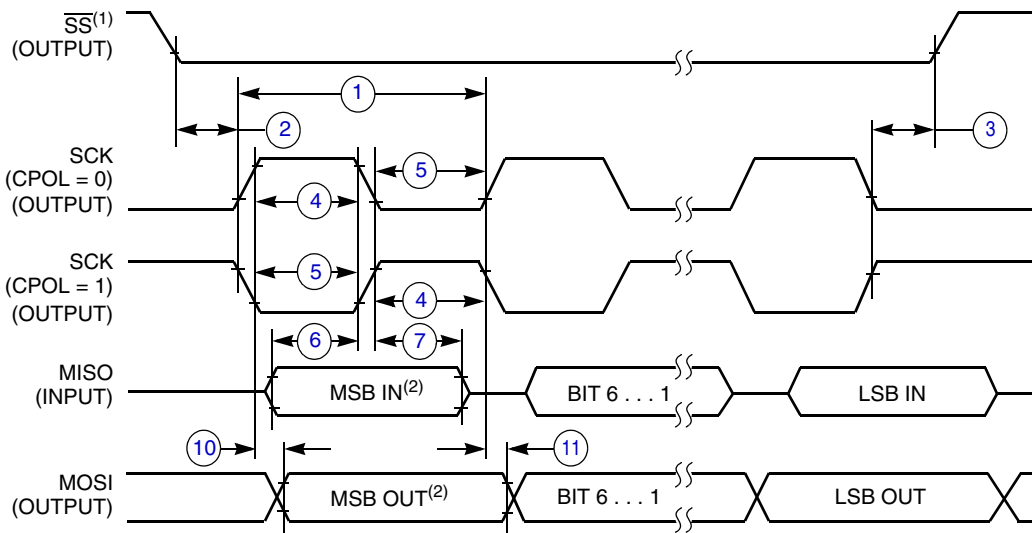 SS(1)
(OUTPUT)
1
2
3
SCK
(CPOL = 0)
(OUTPUT)
5
4
SCK
(CPOL = 1)
(OUTPUT)
5
4
6
7
MISO
(INPUT)
MSB IN(2)
BIT 6 . . . 1
LSB IN
10
11
MOSI
(OUTPUT)
MSB OUT(2)
BIT 6 . . . 1
LSB OUT